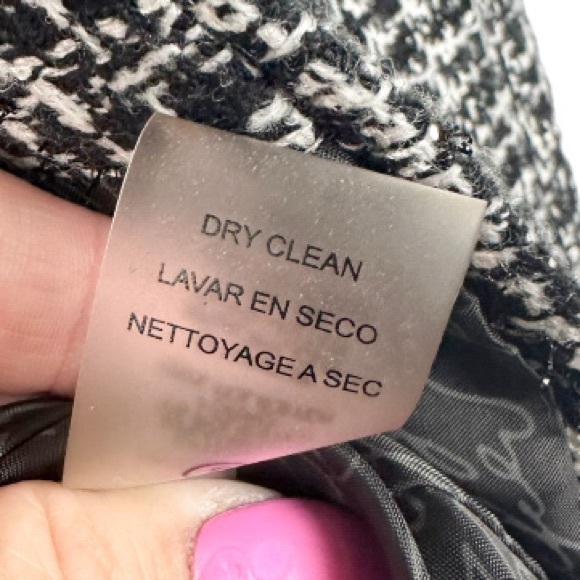 DRY CLEAN
LAVAR EN SECO
NETTOYAGE A SEC